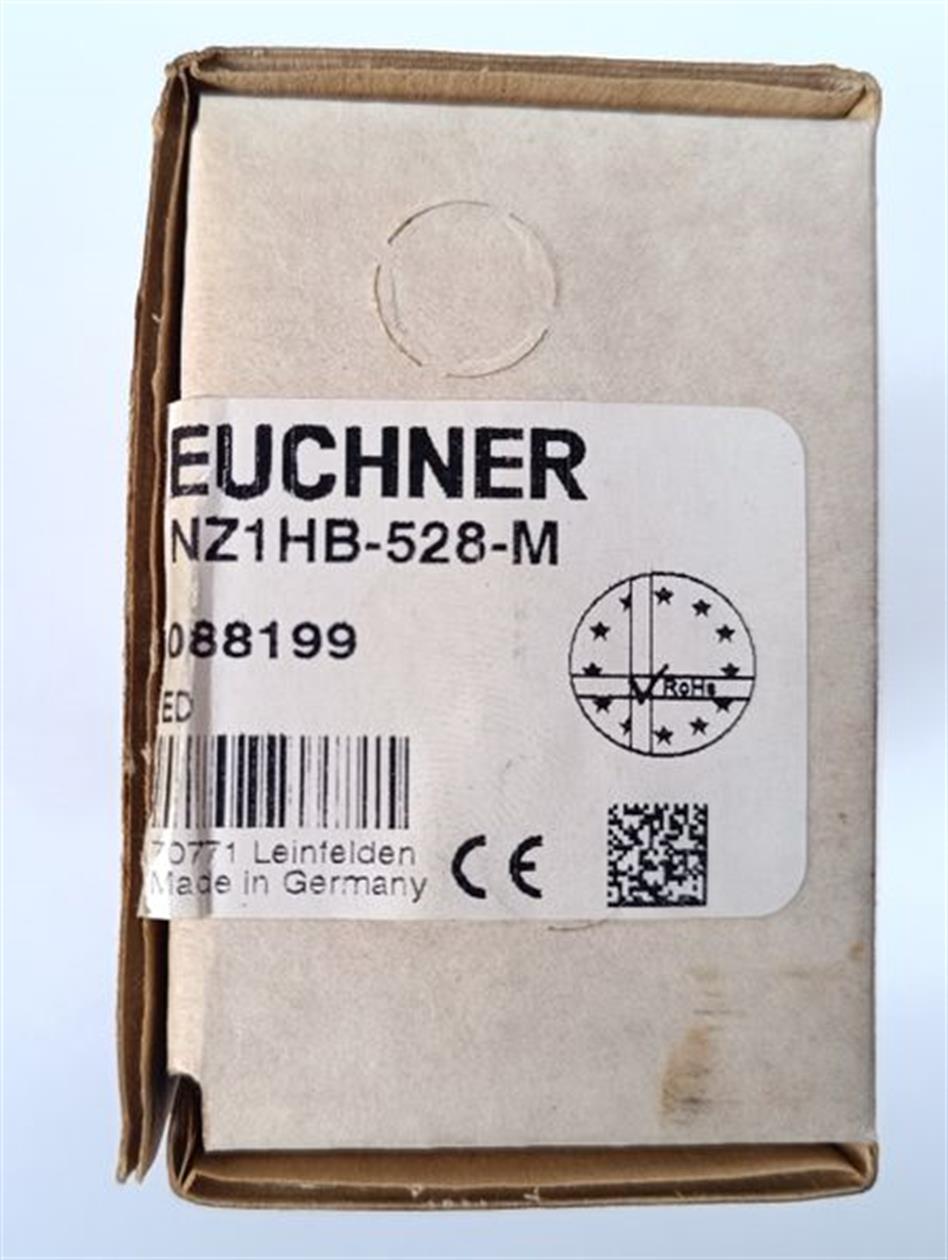 EUCHNER
NZ1HB-528-M
088199
ED
RoHs
70771 Leinfelden
Made in Germany
CE